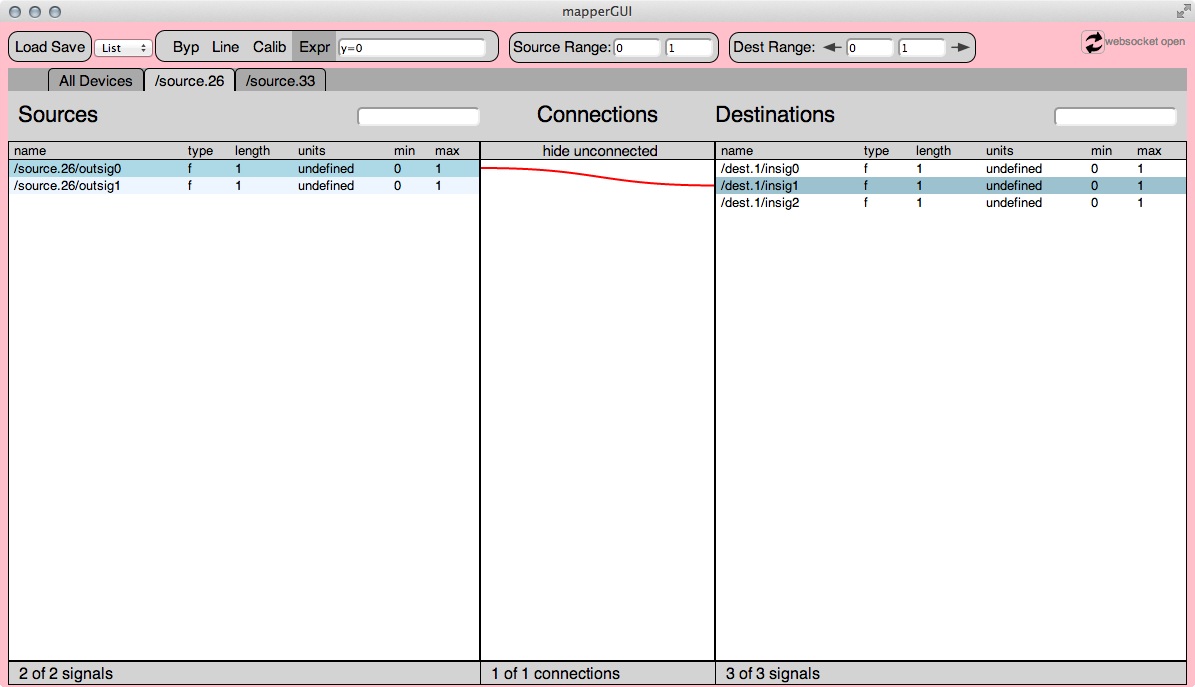 mapperGUI
Load Save List Byp Line Calib Expr y=0 Source Range: 0 1 Dest Range: 0 1 websocket open
All Devices /source.26 /source.33
Sources Connections Destinations
name type length units min max hide unconnected name type length units min max
/source.26/outsig0 f 1 undefined 0 1 /dest.1/insig0 f 1 undefined 0 1
/source.26/outsig1 f 1 undefined 0 1 /dest.1/insig1 f 1 undefined 0 1
/dest.1/insig2 f 1 undefined 0 1
2 of 2 signals 1 of 1 connections 3 of 3 signals